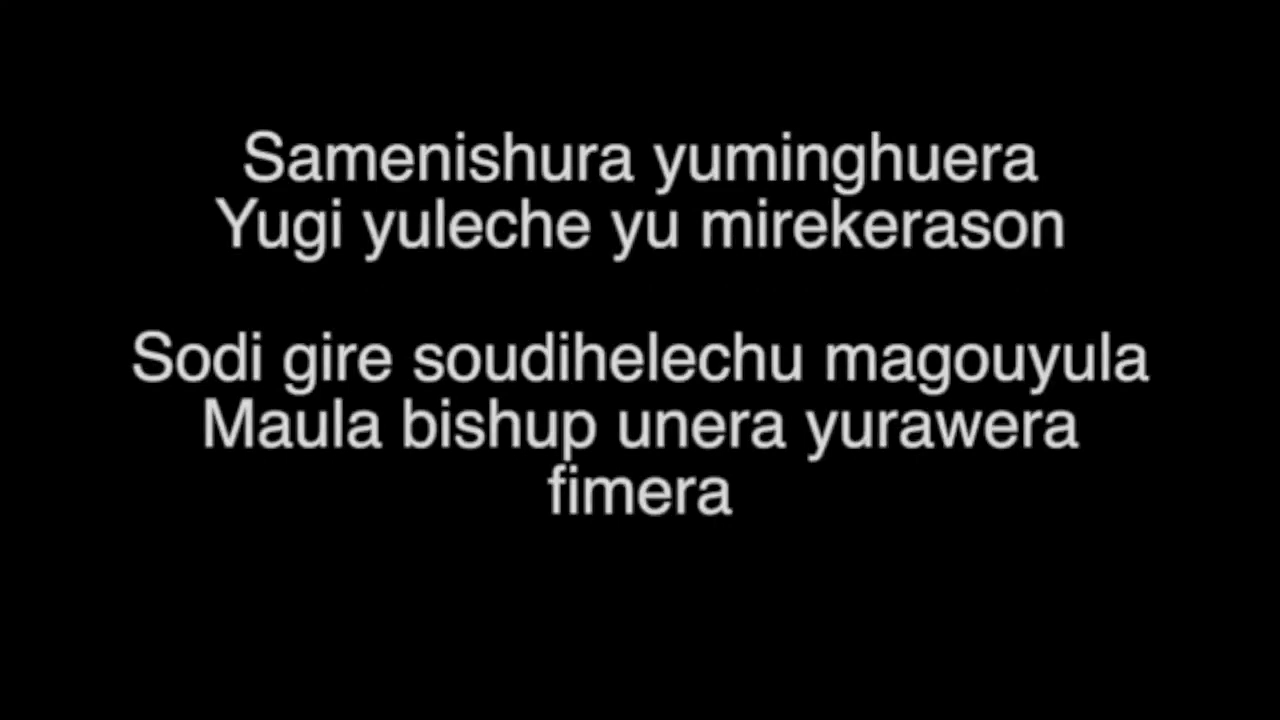 Samenishura yuminghuera
Yugi yuleche yu mirekerason
Sodi gire soudihelechu magouyula
Maula bishup unera yurawera
fimera